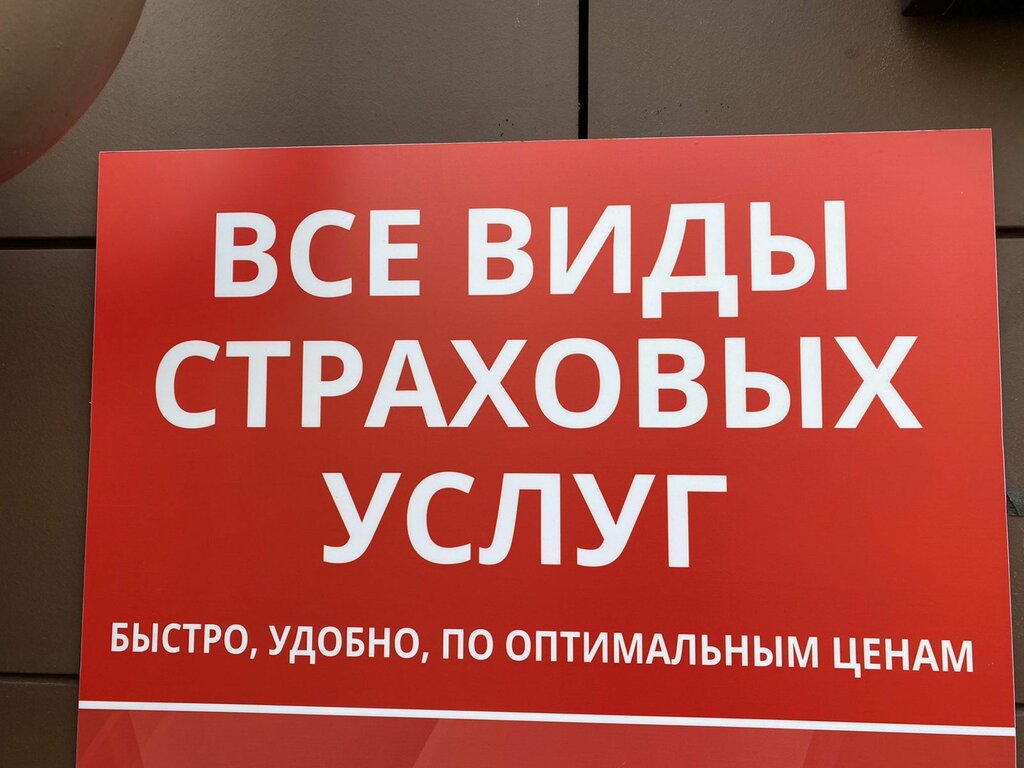 ВСЕ ВИДЫ
СТРАХОВЫХ
УСЛУГ
БЫСТРО, УДОБНО, ПО ОПТИМАЛЬНЫМ ЦЕНАМ